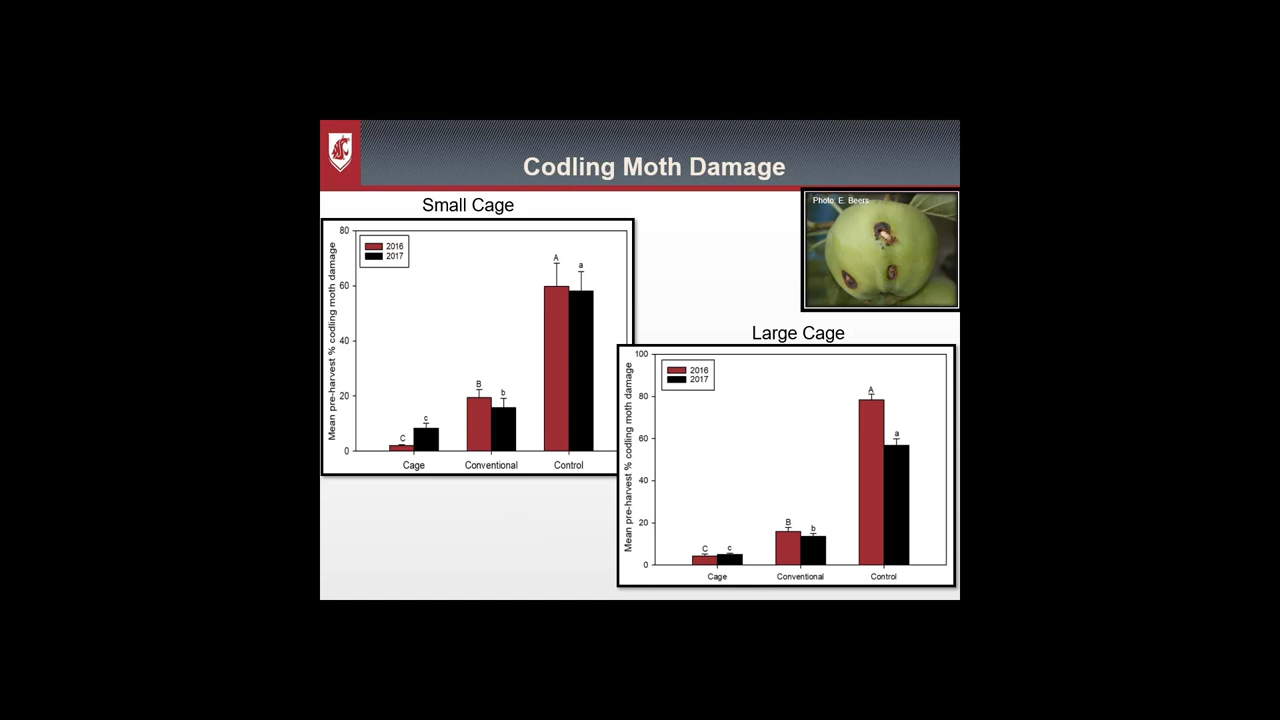 Codling Moth Damage
Small Cage
Photo: E. Beers
Mean pre-harvest % codling moth damage
80
60
40
20
0
2016
2017
C
c
B
b
A
a
Cage
Conventional
Control
Large Cage
Mean pre-harvest % codling moth damage
100
80
60
40
20
0
2016
2017
C
c
B
b
A
a
Cage
Conventional
Control